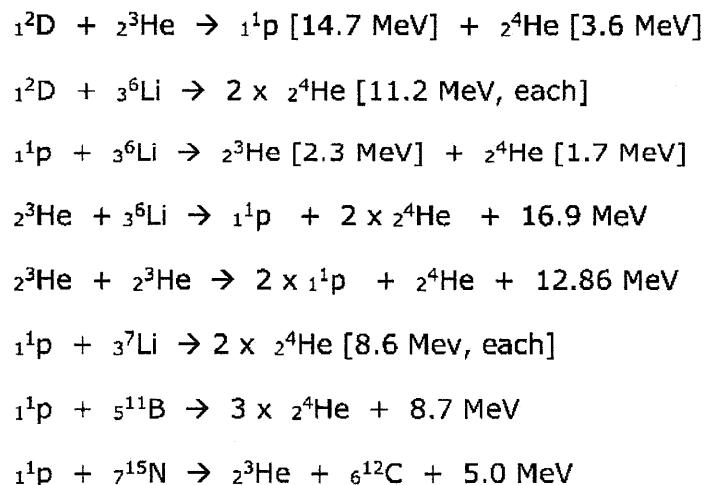 ₁²D + ₂³He → ₁¹p [14.7 MeV] + ₂⁴He [3.6 MeV]
₁²D + ₃⁶Li → 2 x ₂⁴He [11.2 MeV, each]
₁¹p + ₃⁶Li → ₂³He [2.3 MeV] + ₂⁴He [1.7 MeV]
₂³He + ₃⁶Li → ₁¹p + 2 x ₂⁴He + 16.9 MeV
₂³He + ₂³He → 2 x ₁¹p + ₂⁴He + 12.86 MeV
₁¹p + ₃⁷Li → 2 x ₂⁴He [8.6 Mev, each]
₁¹p + ₅¹¹B → 3 x ₂⁴He + 8.7 MeV
₁¹p + ₇¹⁵N → ₂³He + ₆¹²C + 5.0 MeV